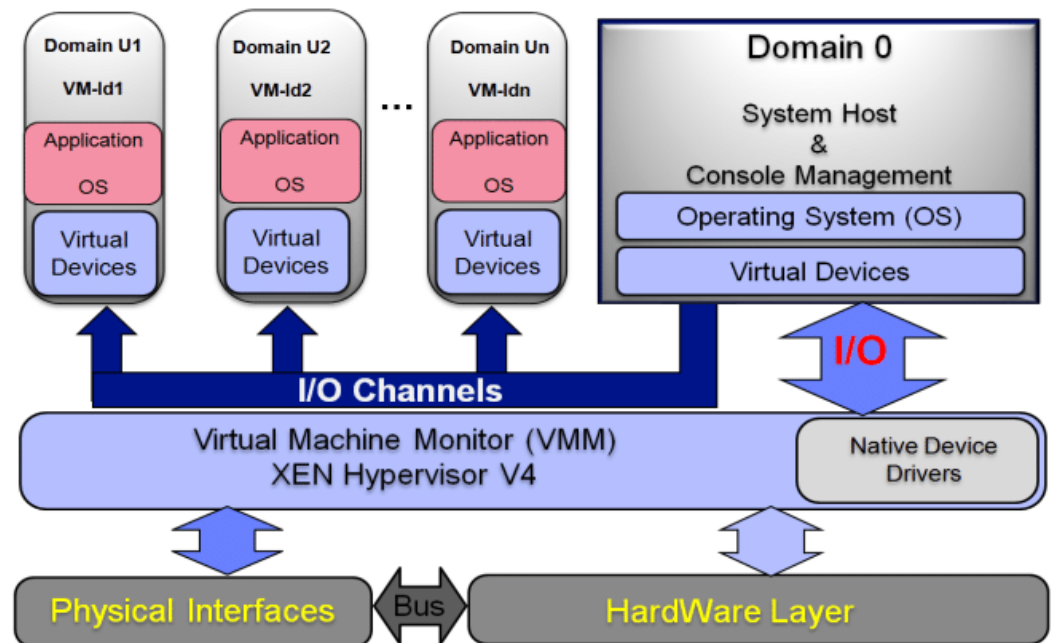 Domain U1
VM-Id1
Application
OS
Virtual
Devices
Domain U2
VM-Id2
Application
OS
Virtual
Devices
...
Domain Un
VM-Idn
Application
OS
Virtual
Devices
Domain 0
System Host
&
Console Management
Operating System (OS)
Virtual Devices
I/O
I/O Channels
Virtual Machine Monitor (VMM)
XEN Hypervisor V4
Native Device
Drivers
Physical Interfaces
Bus
HardWare Layer